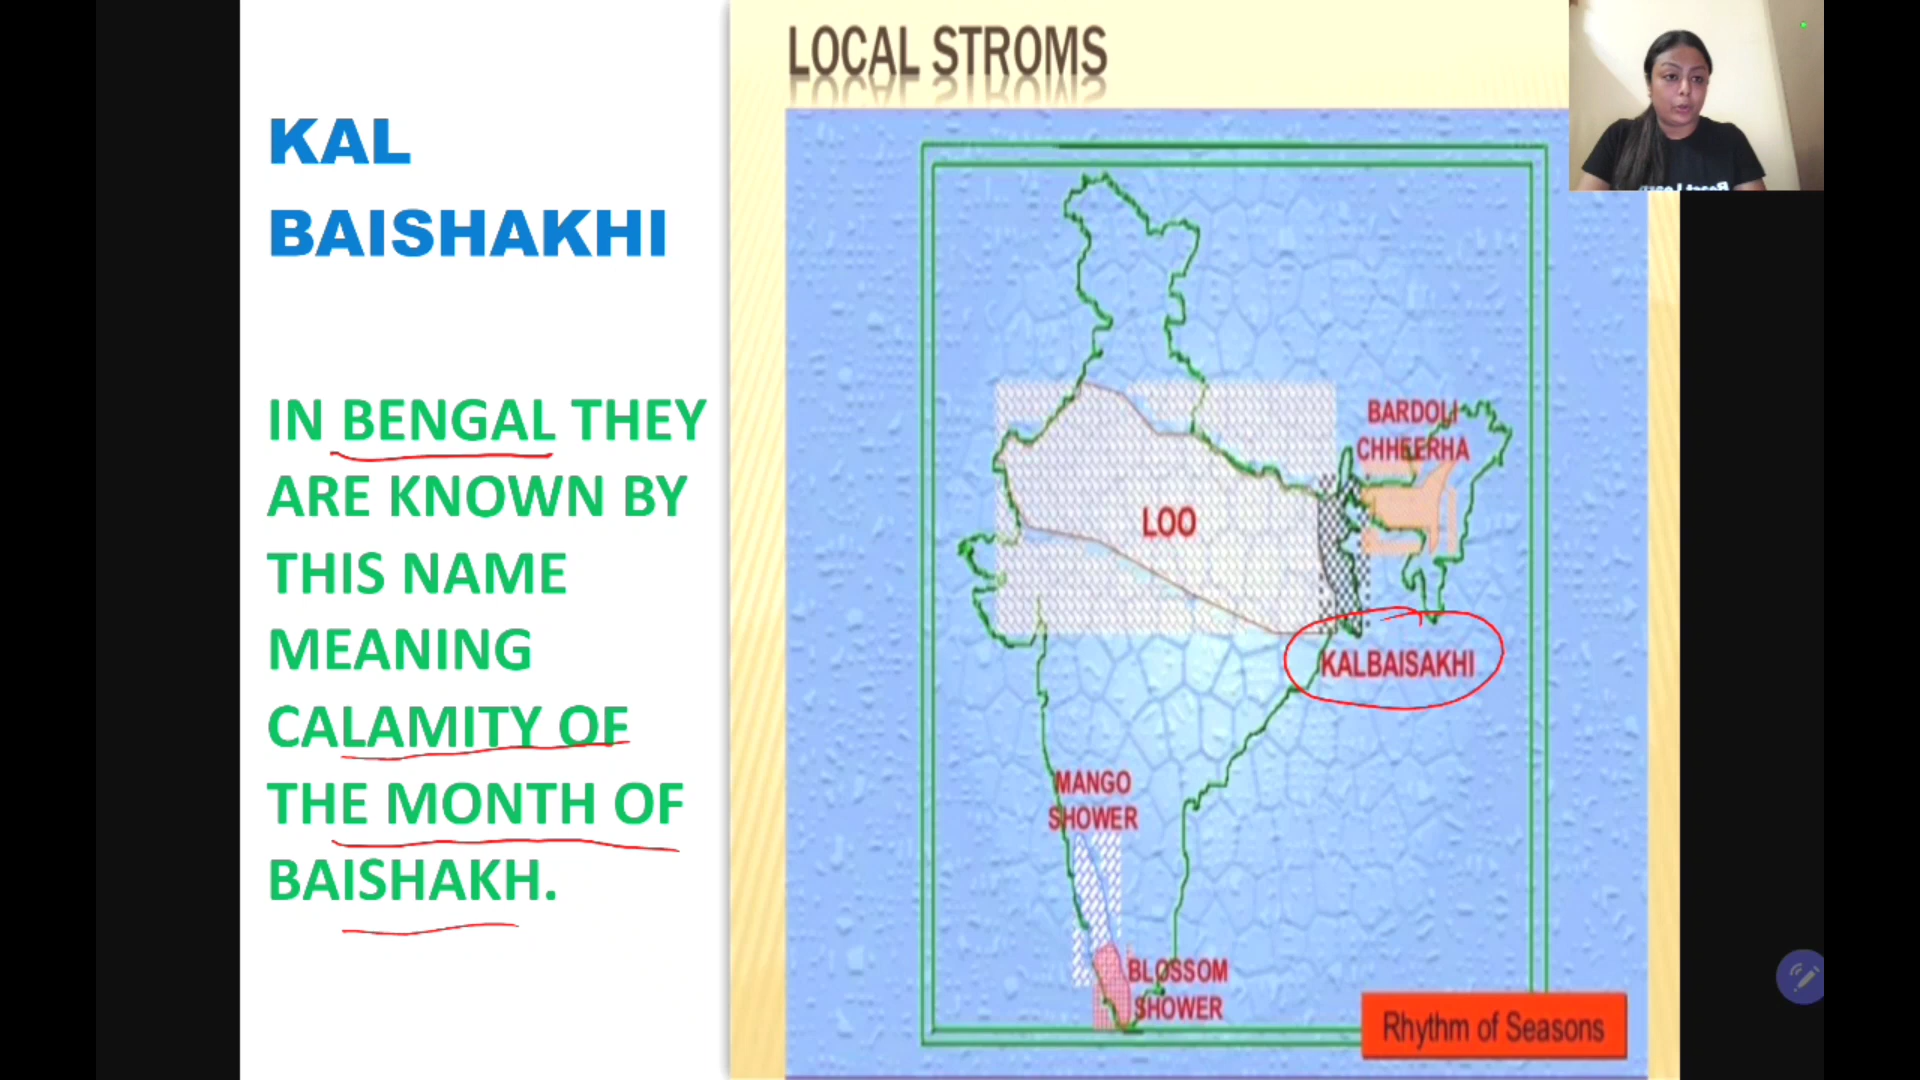 KAL
BAISHAKHI
IN BENGAL THEY
ARE KNOWN BY
THIS NAME
MEANING
CALAMITY OF
THE MONTH OF
BAISHAKH.
LOCAL STROMS
BARDOLI
CHHEERHA
LOO
KALBAISAKHI
MANGO
SHOWER
BLOSSOM
SHOWER
Rhythm of Seasons